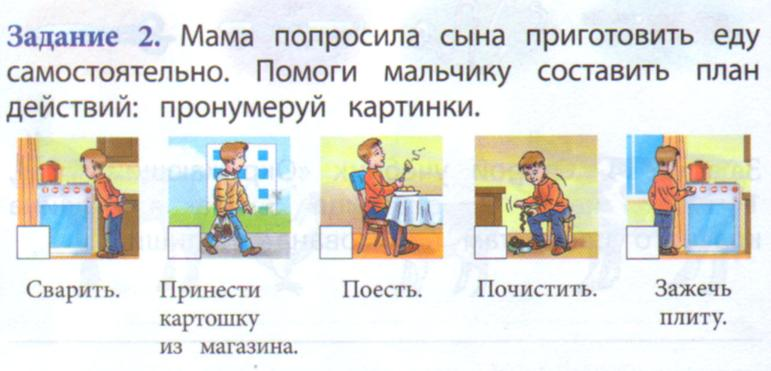 Задание 2. Мама попросила сына приготовить еду
самостоятельно. Помоги мальчику составить план
действий: пронумеруй картинки.
Сварить.
Принести
картошку
из магазина.
Поесть.
Почистить.
Зажечь
плиту.